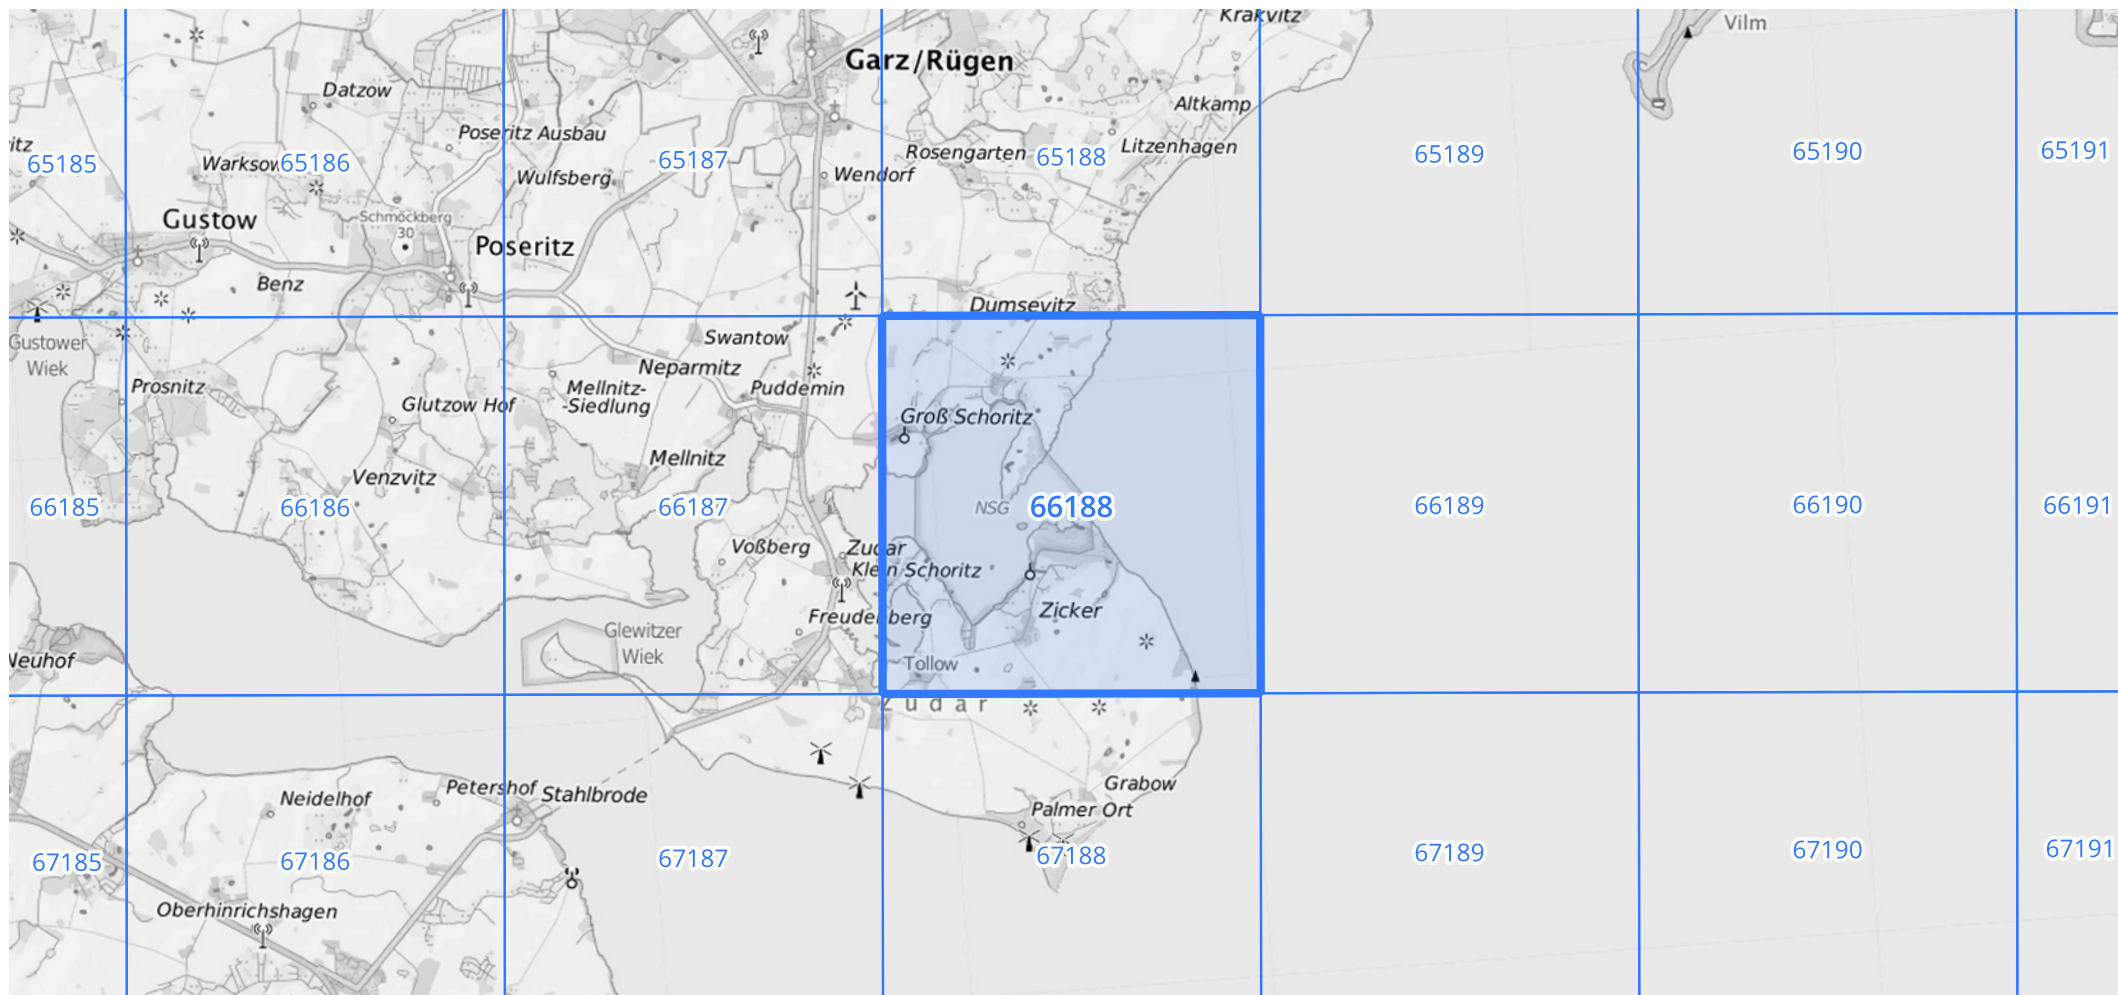 Krakvitz
Vilm
Garz/Rügen
Datzow
Altkamp
Poseritz Ausbau
itz
65185
Warksow
65186
65187
Rosengarten
65188
Litzenhagen
65189
65190
65191
Wulfsberg
Wendorf
Gustow
Schmöckberg
30
Poseritz
Benz
Dumsevitz
Gustower
Wiek
Swantow
Neparmitz
Prosnitz
Mellnitz-
-Siedlung
Puddemin
Glutzow Hof
Groß Schoritz
Mellnitz
Venzvitz
66185
66186
66187
NSG
66188
66189
66190
66191
Voßberg
Zudar
Klein Schoritz
Freudenberg
Zicker
Glewitzer
Wiek
Neuhof
Tollow
Zudar
Neidelhof
Petershof
Stahlbrode
Grabow
Palmer Ort
67185
67186
67187
67188
67189
67190
67191
Oberhinrichshagen